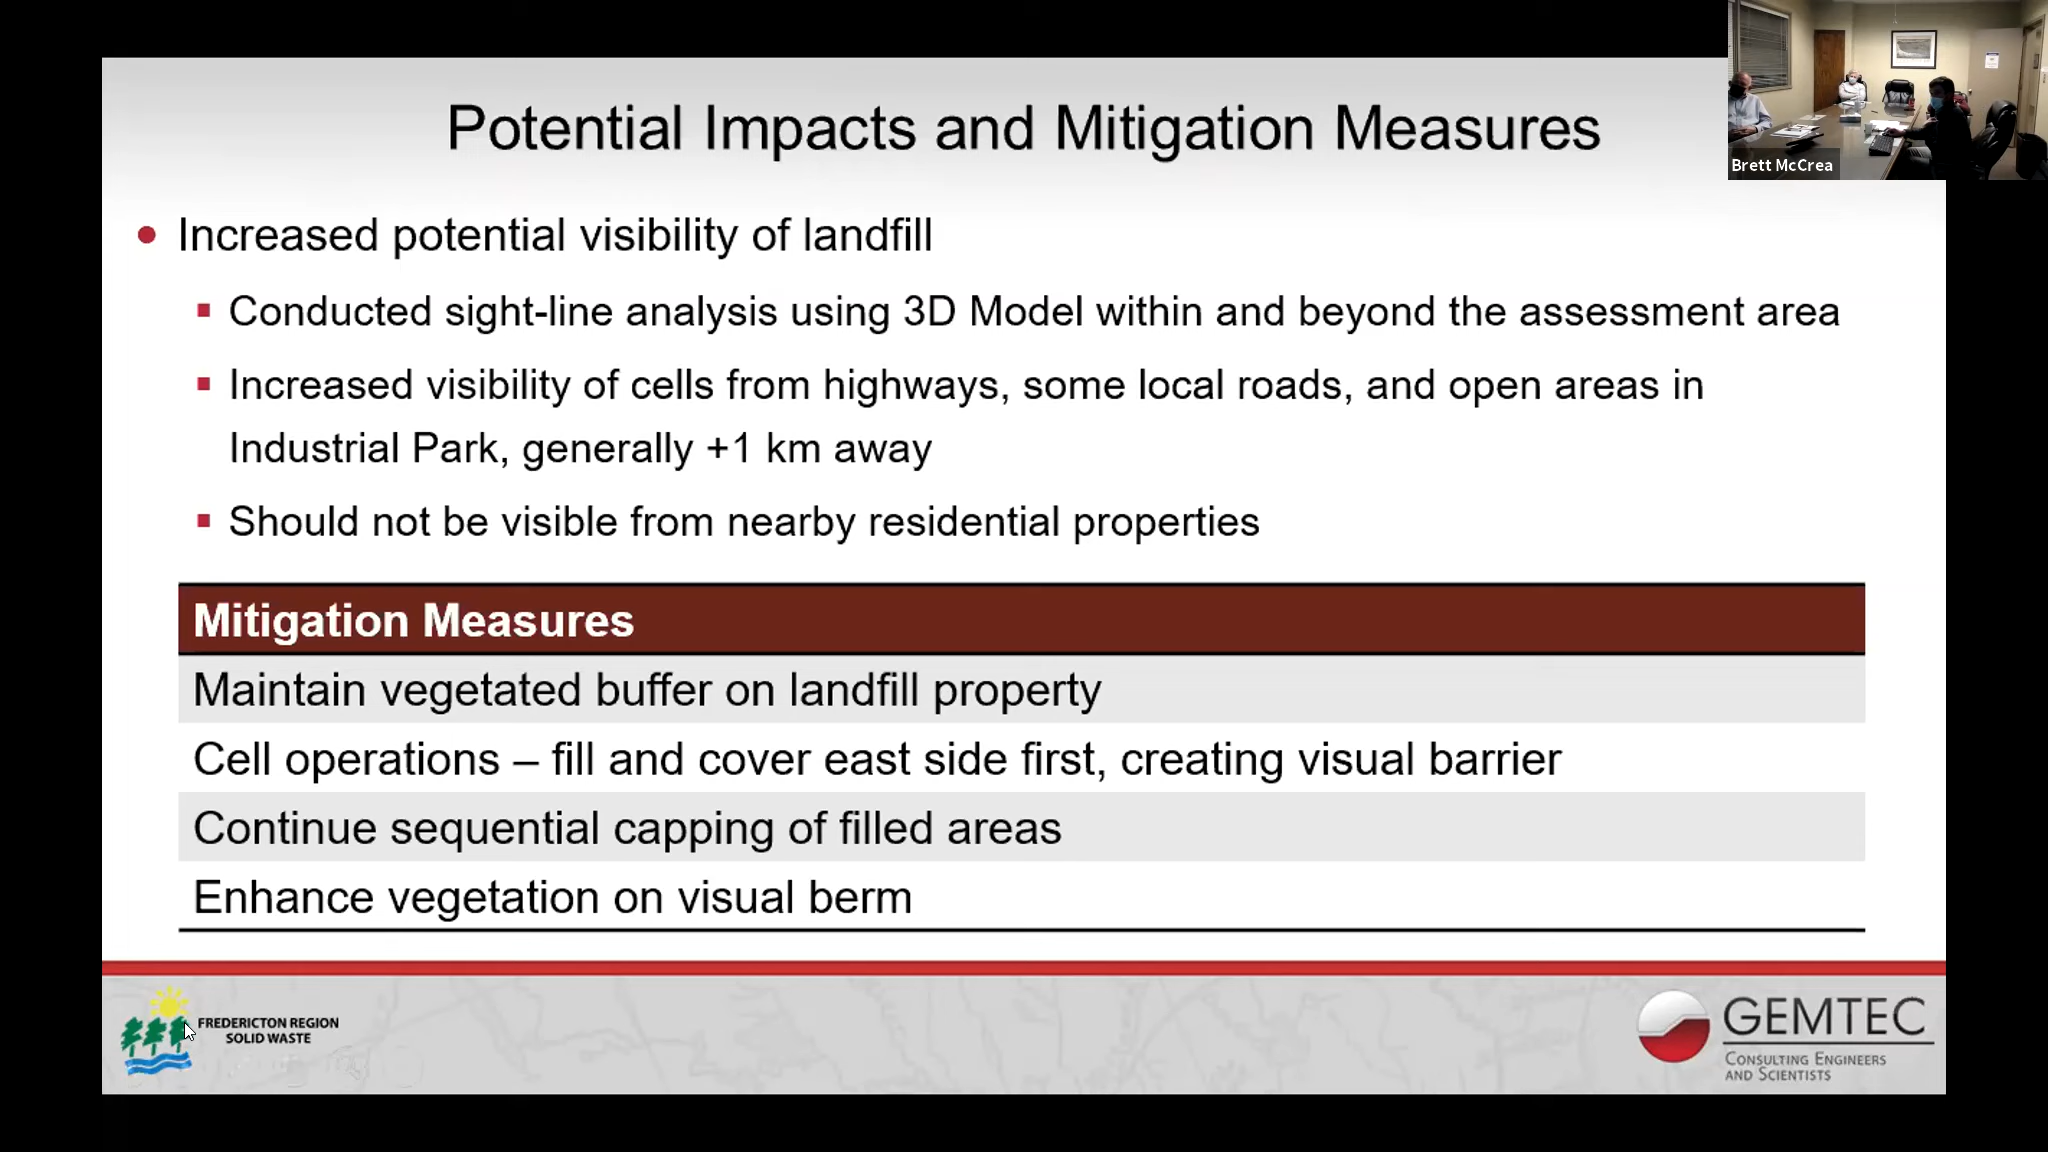 Potential Impacts and Mitigation Measures
Brett McCrea
Increased potential visibility of landfill
Conducted sight-line analysis using 3D Model within and beyond the assessment area
Increased visibility of cells from highways, some local roads, and open areas in
Industrial Park, generally +1 km away
Should not be visible from nearby residential properties
Mitigation Measures
Maintain vegetated buffer on landfill property
Cell operations – fill and cover east side first, creating visual barrier
Continue sequential capping of filled areas
Enhance vegetation on visual berm
FREDERICTON REGION
SOLID WASTE
GEMTEC
CONSULTING ENGINEERS
AND SCIENTISTS